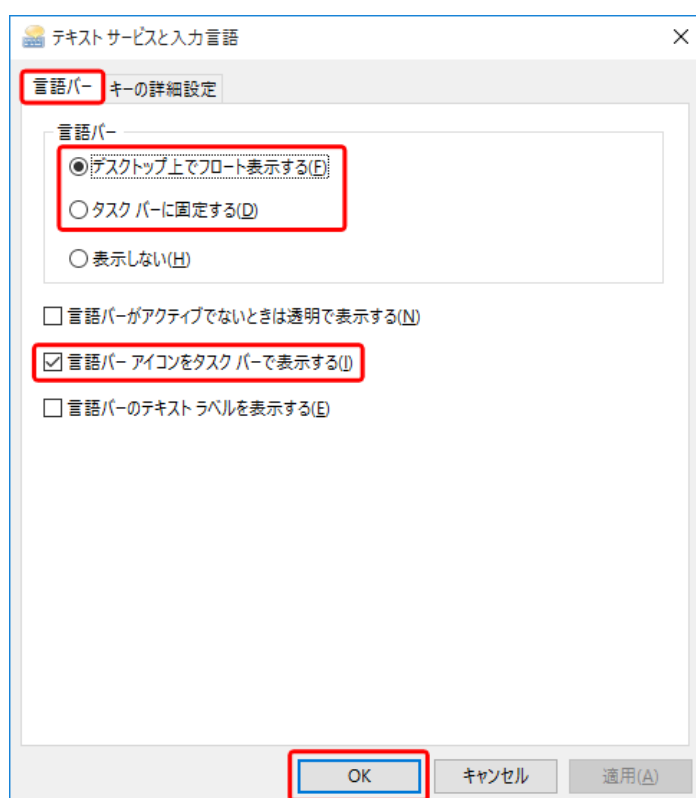 テキスト サービスと入力言語
言語バー キーの詳細設定
言語バー
デスクトップ上でフロート表示する(F)
タスク バーに固定する(D)
表示しない(H)
言語バーがアクティブでないときは透明で表示する(N)
言語バー アイコンをタスク バーで表示する(I)
言語バーのテキスト ラベルを表示する(E)
OK キャンセル 適用(A)